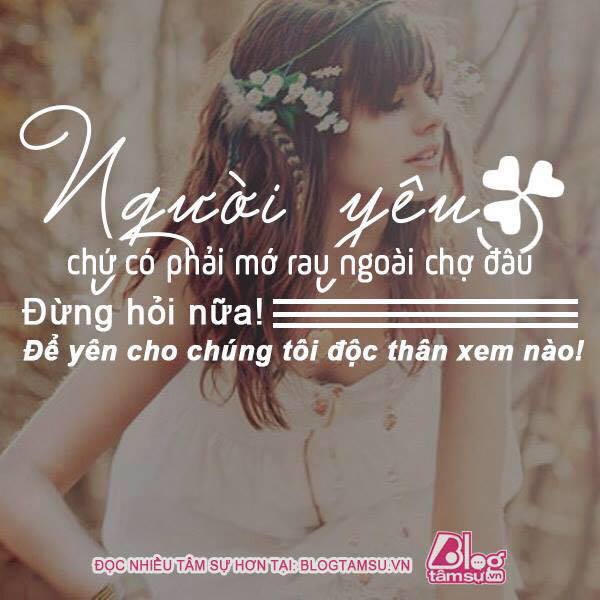 Người yêu
chứ có phải mớ rau ngoài chợ đâu
Đừng hỏi nữa!
Để yên cho chúng tôi độc thân xem nào!
ĐỌC NHIỀU TÂM SỰ HƠN TẠI: BLOGTAMSU.VN
Blog
tâmsự.vn